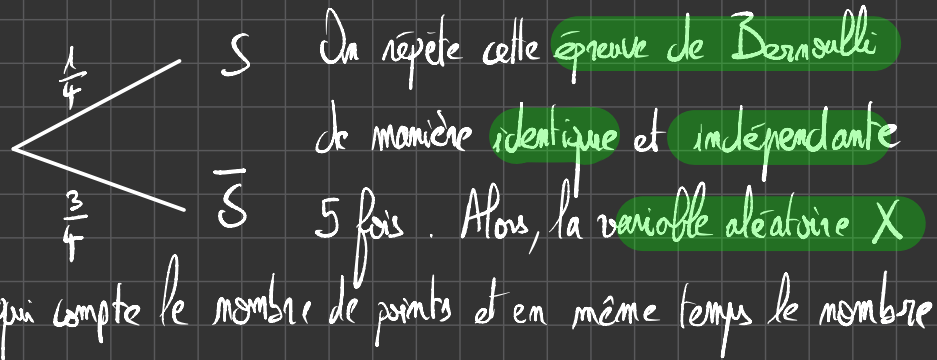 1/4 S On répète cette épreuve de Bernoulli
de manière identique et indépendante
3/4 S̅ 5 fois. Alors, la variable aléatoire X
qui compte le nombre de points et en même temps le nombre